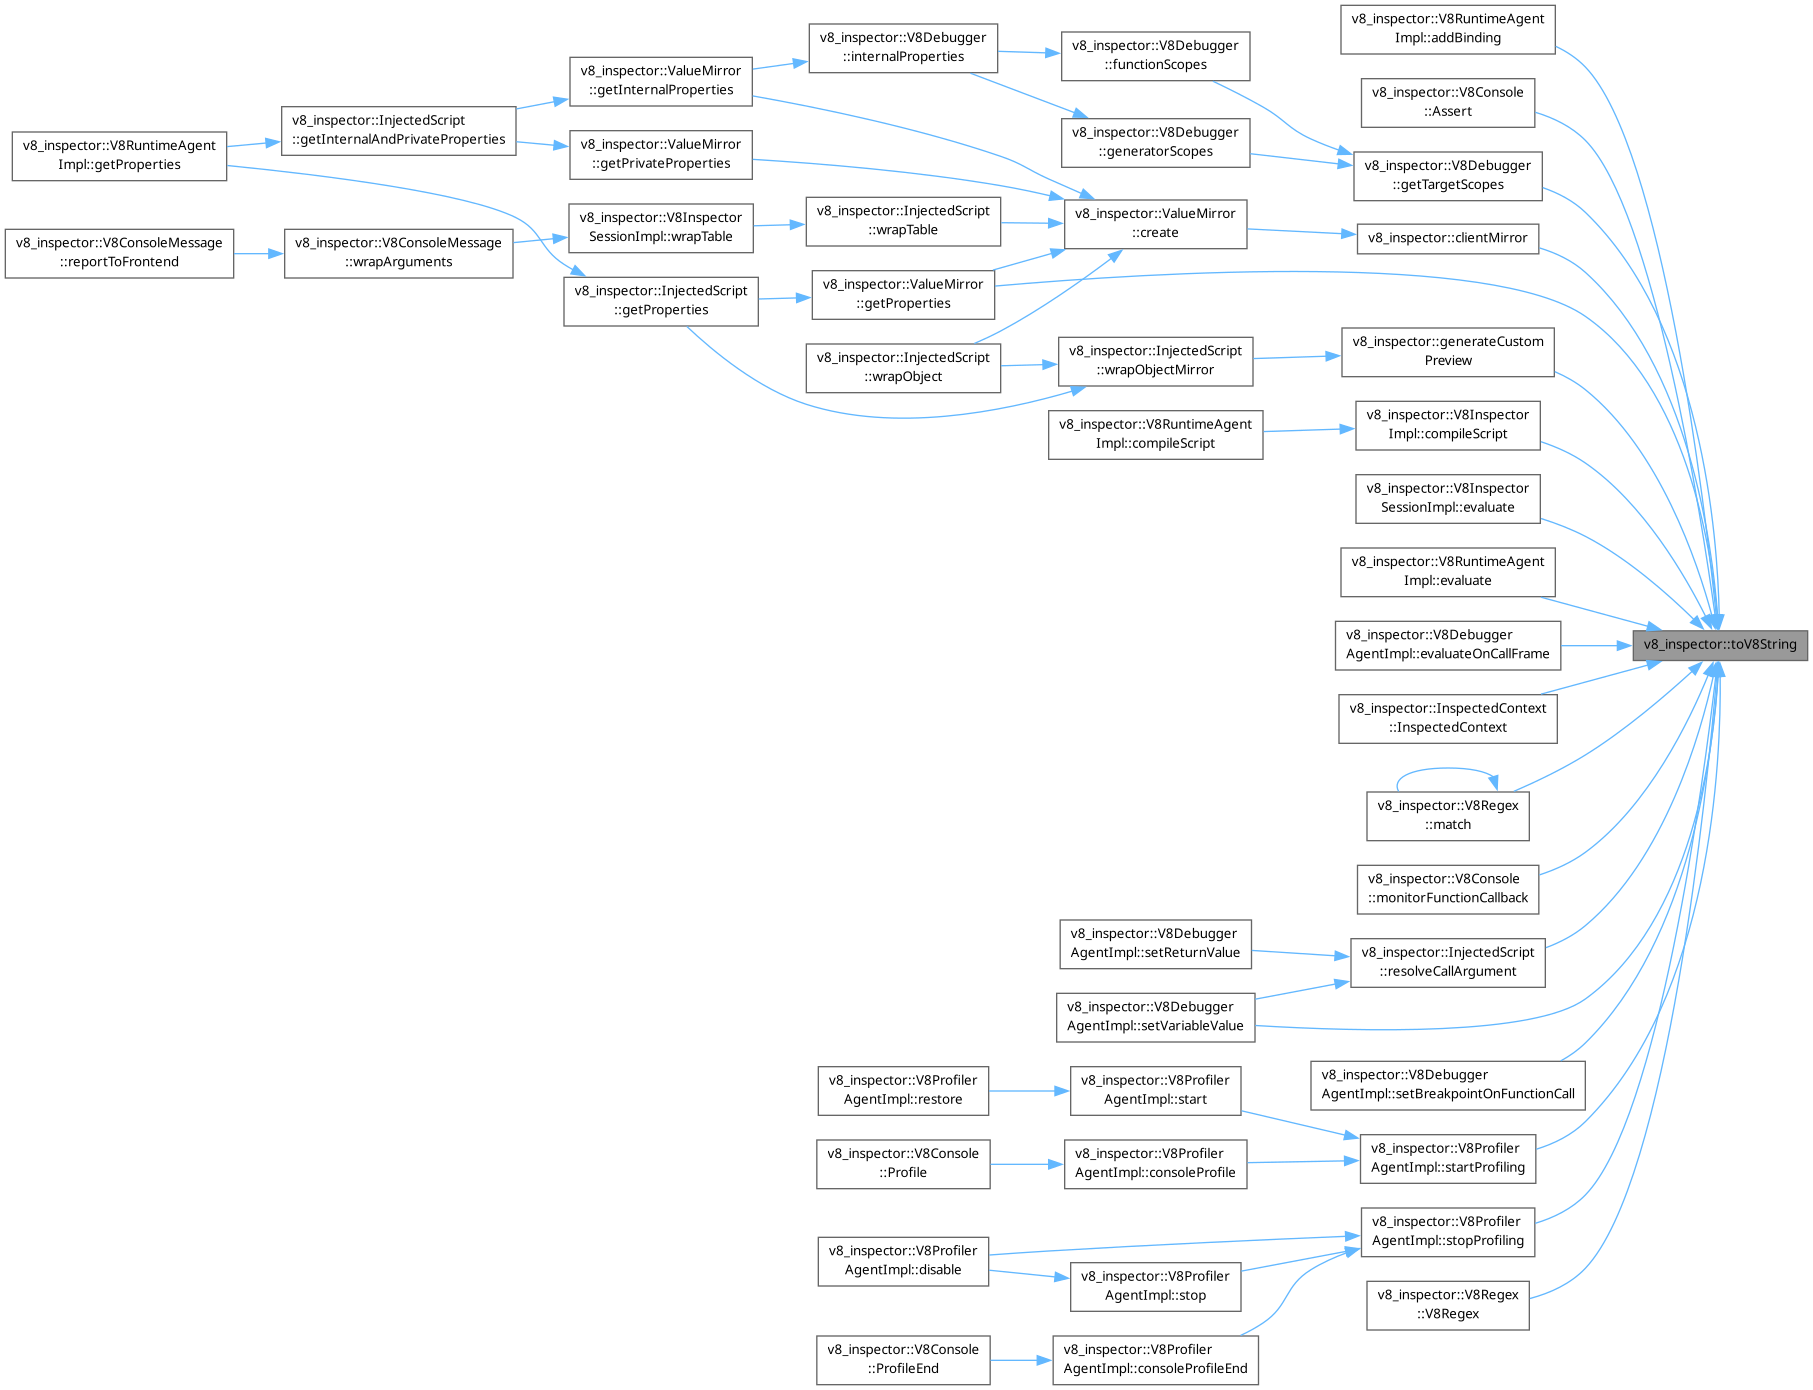 v8_inspector::V8RuntimeAgent
Impl::getProperties
v8_inspector::V8ConsoleMessage
::reportToFrontend
v8_inspector::InjectedScript
::getInternalAndPrivateProperties
v8_inspector::V8ConsoleMessage
::wrapArguments
v8_inspector::ValueMirror
::getInternalProperties
v8_inspector::ValueMirror
::getPrivateProperties
v8_inspector::V8Inspector
SessionImpl::wrapTable
v8_inspector::InjectedScript
::getProperties
v8_inspector::V8Debugger
::internalProperties
v8_inspector::InjectedScript
::wrapTable
v8_inspector::ValueMirror
::getProperties
v8_inspector::InjectedScript
::wrapObject
v8_inspector::V8Profiler
AgentImpl::restore
v8_inspector::V8Console
::Profile
v8_inspector::V8Profiler
AgentImpl::disable
v8_inspector::V8Console
::ProfileEnd
v8_inspector::V8Debugger
::functionScopes
v8_inspector::V8Debugger
::generatorScopes
v8_inspector::ValueMirror
::create
v8_inspector::InjectedScript
::wrapObjectMirror
v8_inspector::V8RuntimeAgent
Impl::compileScript
v8_inspector::V8Debugger
AgentImpl::setReturnValue
v8_inspector::V8Debugger
AgentImpl::setVariableValue
v8_inspector::V8Profiler
AgentImpl::start
v8_inspector::V8Profiler
AgentImpl::consoleProfile
v8_inspector::V8Profiler
AgentImpl::stop
v8_inspector::V8Profiler
AgentImpl::consoleProfileEnd
v8_inspector::V8RuntimeAgent
Impl::addBinding
v8_inspector::V8Console
::Assert
v8_inspector::V8Debugger
::getTargetScopes
v8_inspector::clientMirror
v8_inspector::generateCustom
Preview
v8_inspector::V8Inspector
Impl::compileScript
v8_inspector::V8Inspector
SessionImpl::evaluate
v8_inspector::V8RuntimeAgent
Impl::evaluate
v8_inspector::V8Debugger
AgentImpl::evaluateOnCallFrame
v8_inspector::InspectedContext
::InspectedContext
v8_inspector::V8Regex
::match
v8_inspector::V8Console
::monitorFunctionCallback
v8_inspector::InjectedScript
::resolveCallArgument
v8_inspector::V8Debugger
AgentImpl::setBreakpointOnFunctionCall
v8_inspector::V8Profiler
AgentImpl::startProfiling
v8_inspector::V8Profiler
AgentImpl::stopProfiling
v8_inspector::V8Regex
::V8Regex
v8_inspector::toV8String